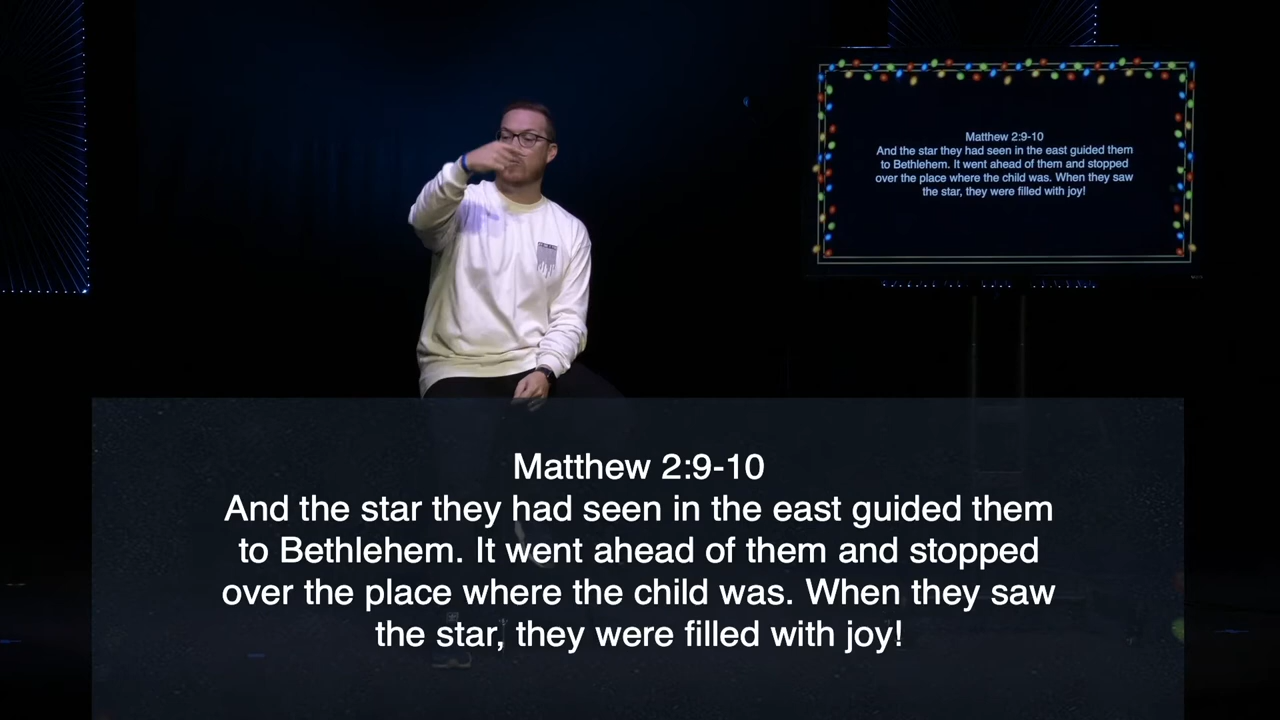 Matthew 2:9-10
And the star they had seen in the east guided them
to Bethlehem. It went ahead of them and stopped
over the place where the child was. When they saw
the star, they were filled with joy!
Matthew 2:9-10
And the star they had seen in the east guided them
to Bethlehem. It went ahead of them and stopped
over the place where the child was. When they saw
the star, they were filled with joy!